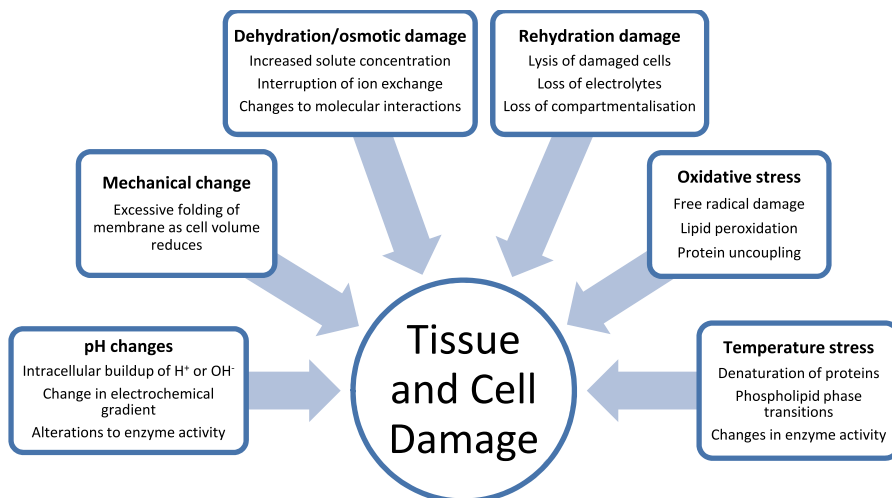 Dehydration/osmotic damage
Increased solute concentration
Interruption of ion exchange
Changes to molecular interactions
Rehydration damage
Lysis of damaged cells
Loss of electrolytes
Loss of compartmentalisation
Mechanical change
Excessive folding of
membrane as cell volume
reduces
Oxidative stress
Free radical damage
Lipid peroxidation
Protein uncoupling
pH changes
Intracellular buildup of H⁺ or OH⁻
Change in electrochemical
gradient
Alterations to enzyme activity
Tissue
and Cell
Damage
Temperature stress
Denaturation of proteins
Phospholipid phase
transitions
Changes in enzyme activity